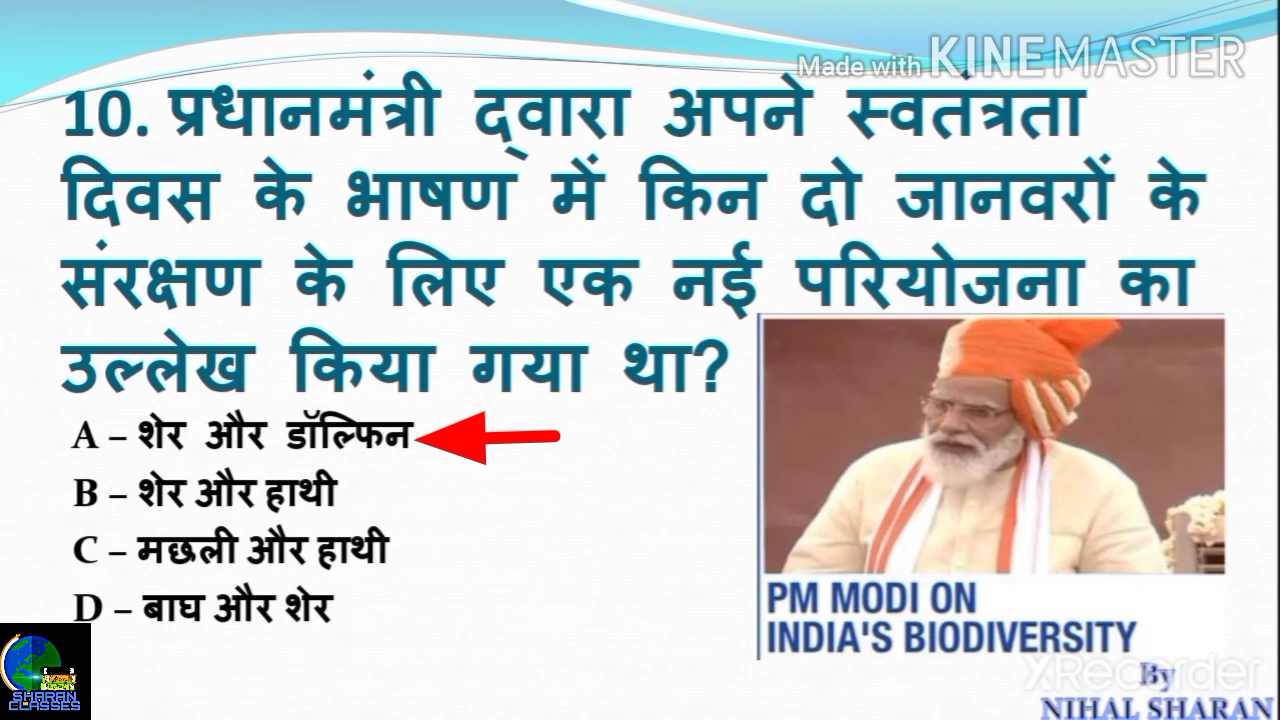 Made with KINEMASTER
10. प्रधानमंत्री द्वारा अपने स्वतंत्रता
दिवस के भाषण में किन दो जानवरों के
संरक्षण के लिए एक नई परियोजना का
उल्लेख किया गया था?
A – शेर और डॉल्फिन
B – शेर और हाथी
C – मछली और हाथी
D – बाघ और शेर
PM MODI ON
INDIA'S BIODIVERSITY
XRecorder
By
NIHAL SHARAN
SHARAN
CLASSES